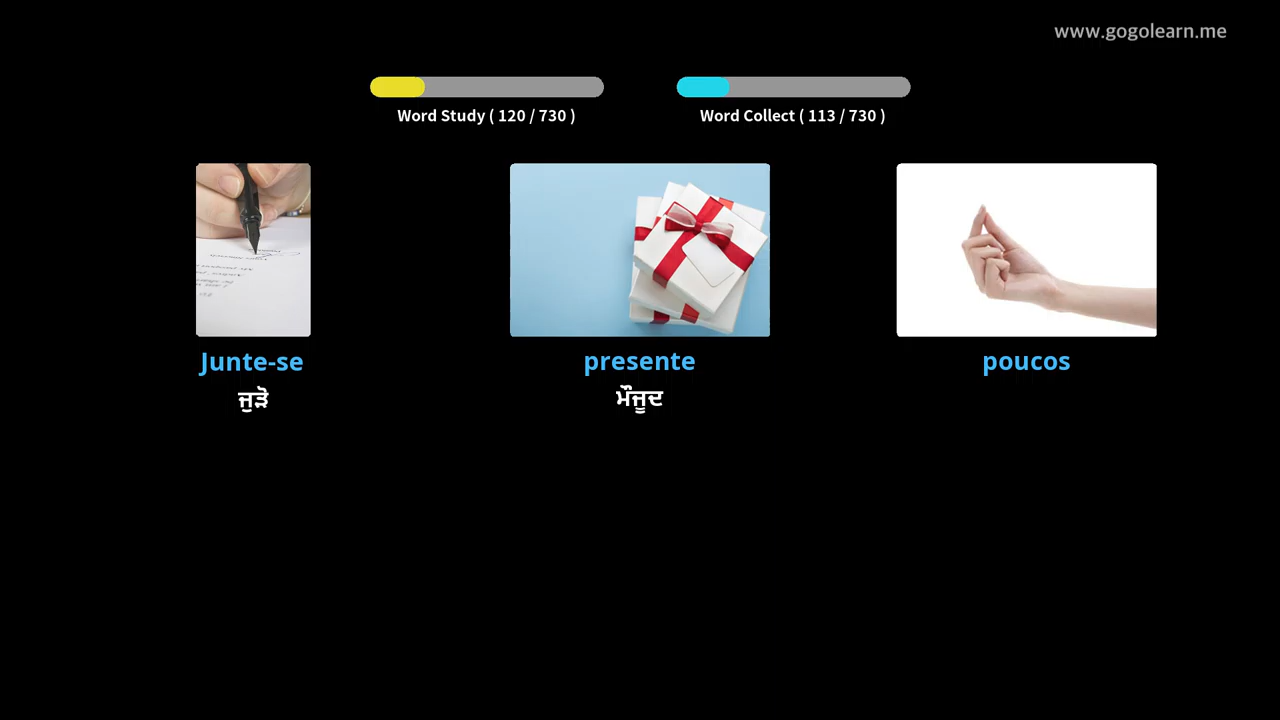 www.gogolearn.me
Word Study ( 120 / 730 )
Word Collect ( 113 / 730 )
Junte-se
presente
poucos
ਜੁੜੋ
ਮੌਜੂਦ